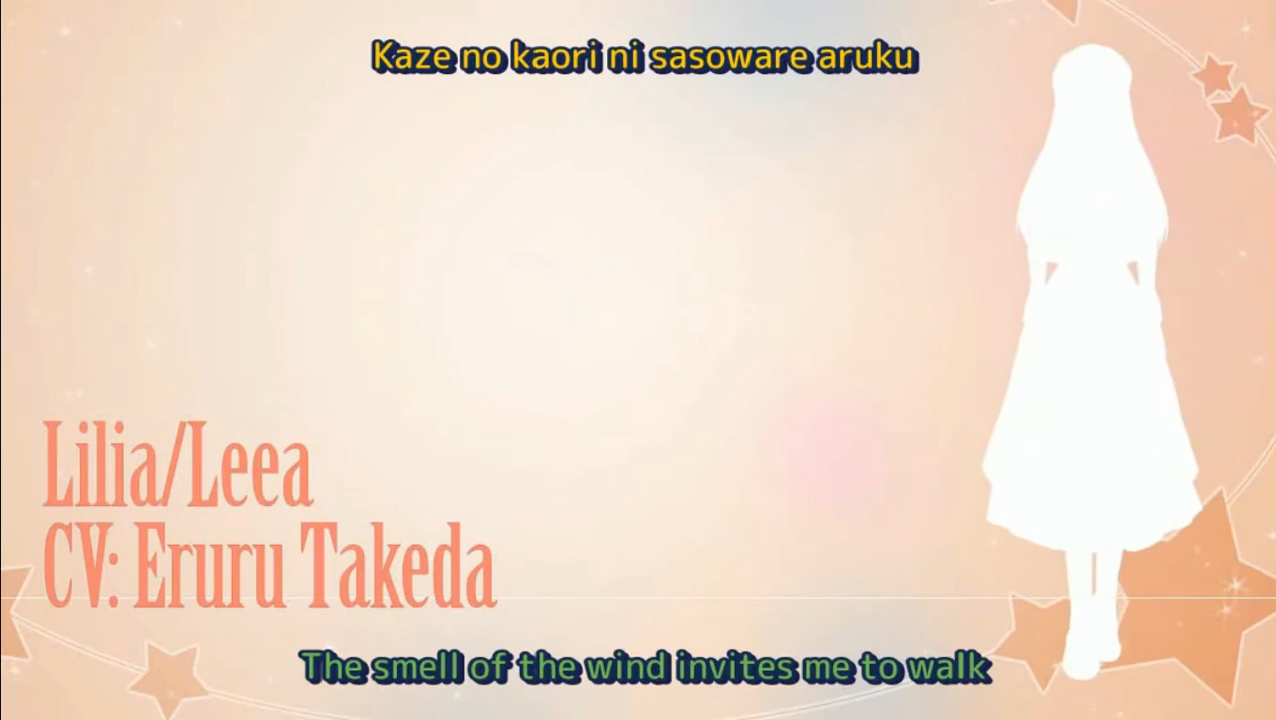 Kaze no kaori ni sasoware aruku
Lilia/Leea
CV: Eruru Takeda
The smell of the wind invites me to walk